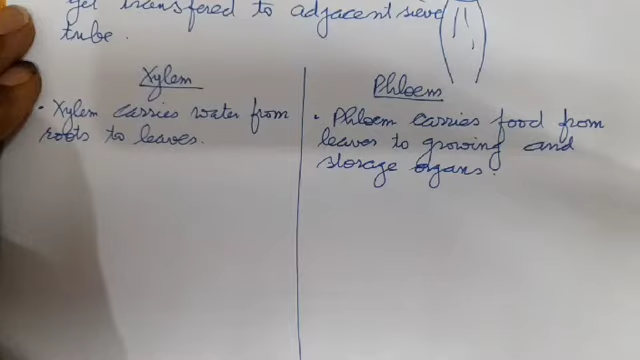 get transfered to adjacent sieve
tube.
Xylem
• Xylem carries water from
roots to leaves.
Phloem
• Phloem carries food from
leaves to growing and
storage organs.